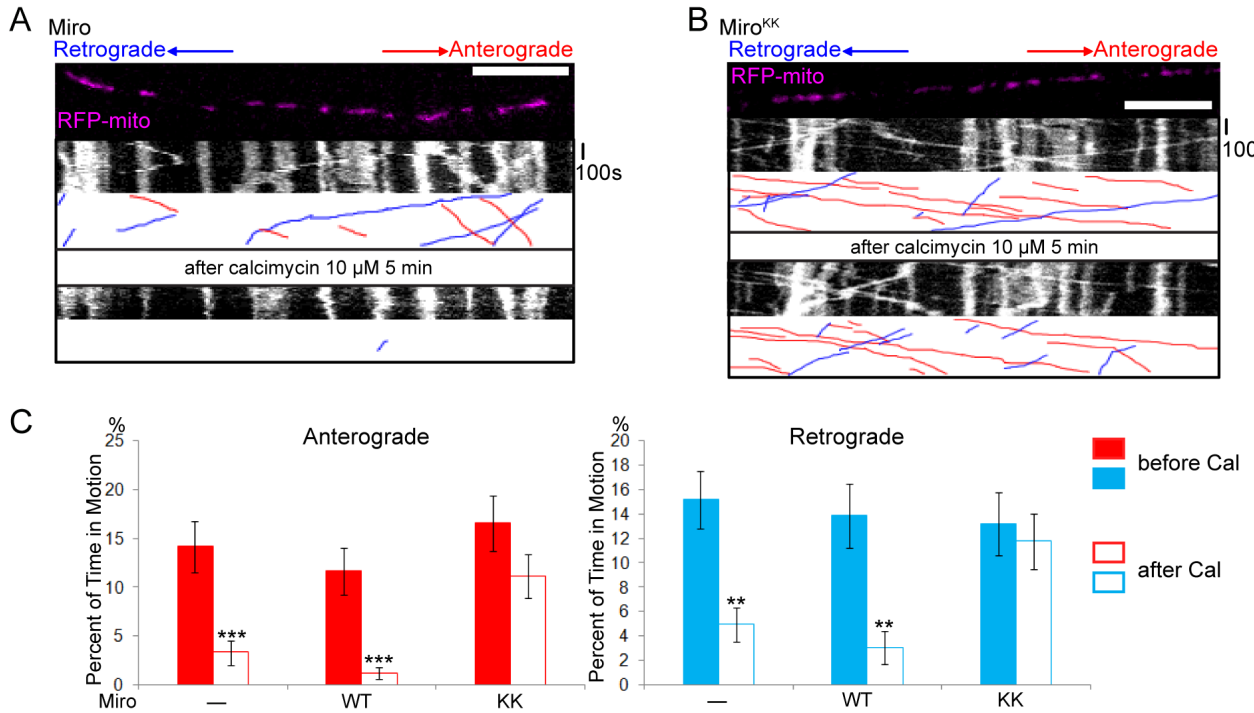 A
Miro
Retrograde
Anterograde
RFP-mito
100s
after calcimycin 10 µM 5 min
B
Miro^KK
Retrograde
Anterograde
RFP-mito
100
after calcimycin 10 µM 5 min
C
%
Anterograde
Percent of Time in Motion
25
20
15
10
5
0
***
***
Miro
—
WT
KK
%
Retrograde
Percent of Time in Motion
20
18
16
14
12
10
8
6
4
2
0
**
**
—
WT
KK
before Cal
after Cal